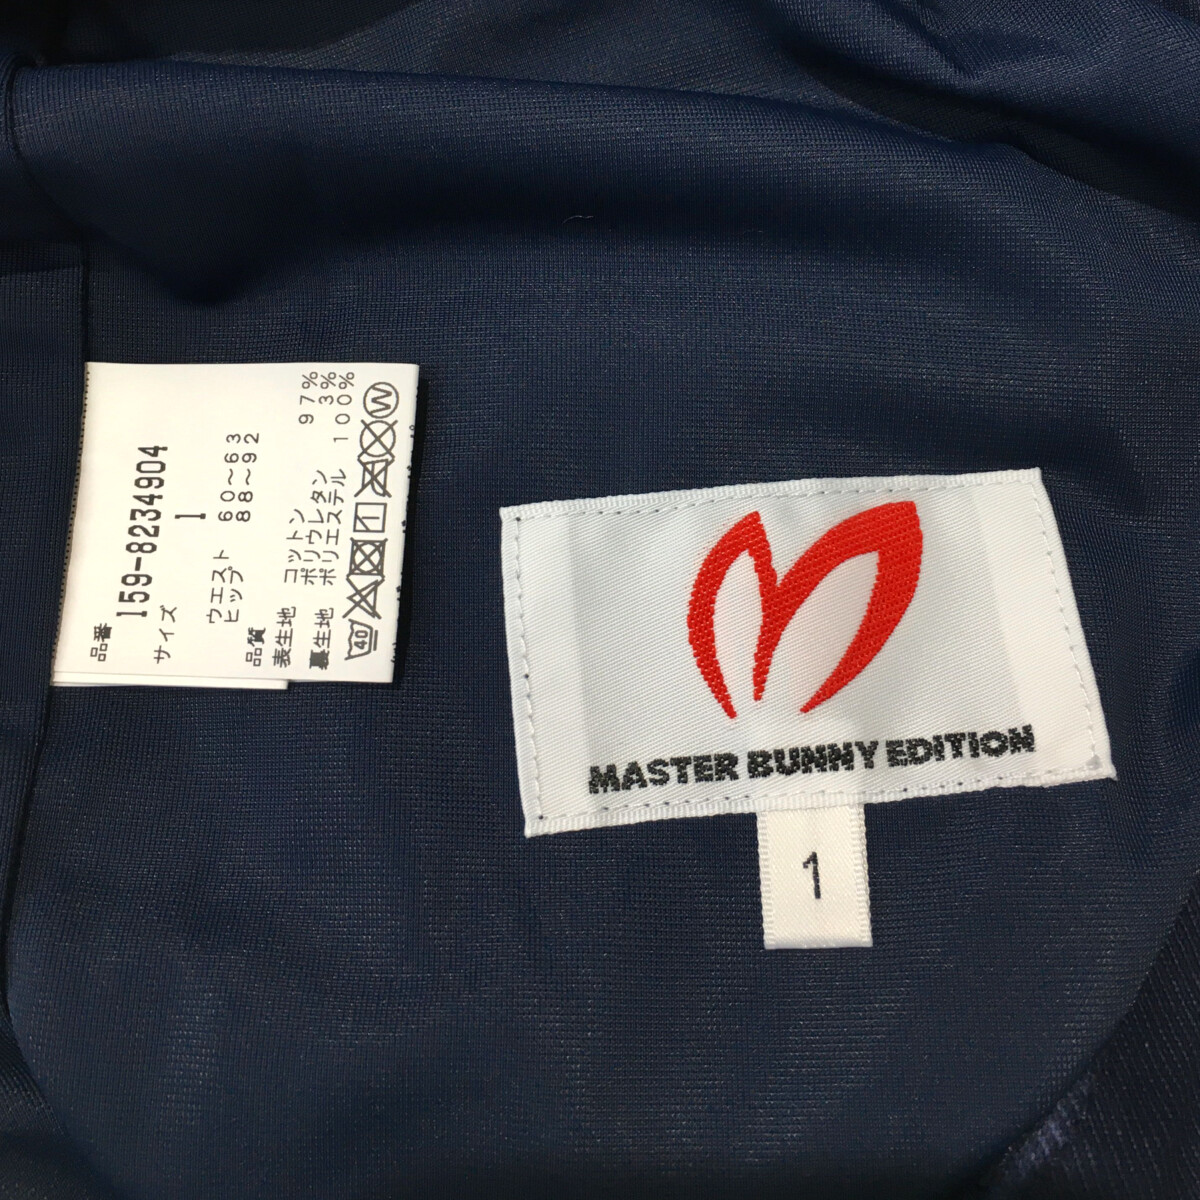 品番 159-8234904
サイズ 1
ウエスト 60～63
ヒップ 88～92
品質
表生地 コットン 97%
ポリウレタン 3%
裏生地 ポリエステル 100%
40
1
W
MASTER BUNNY EDITION
1